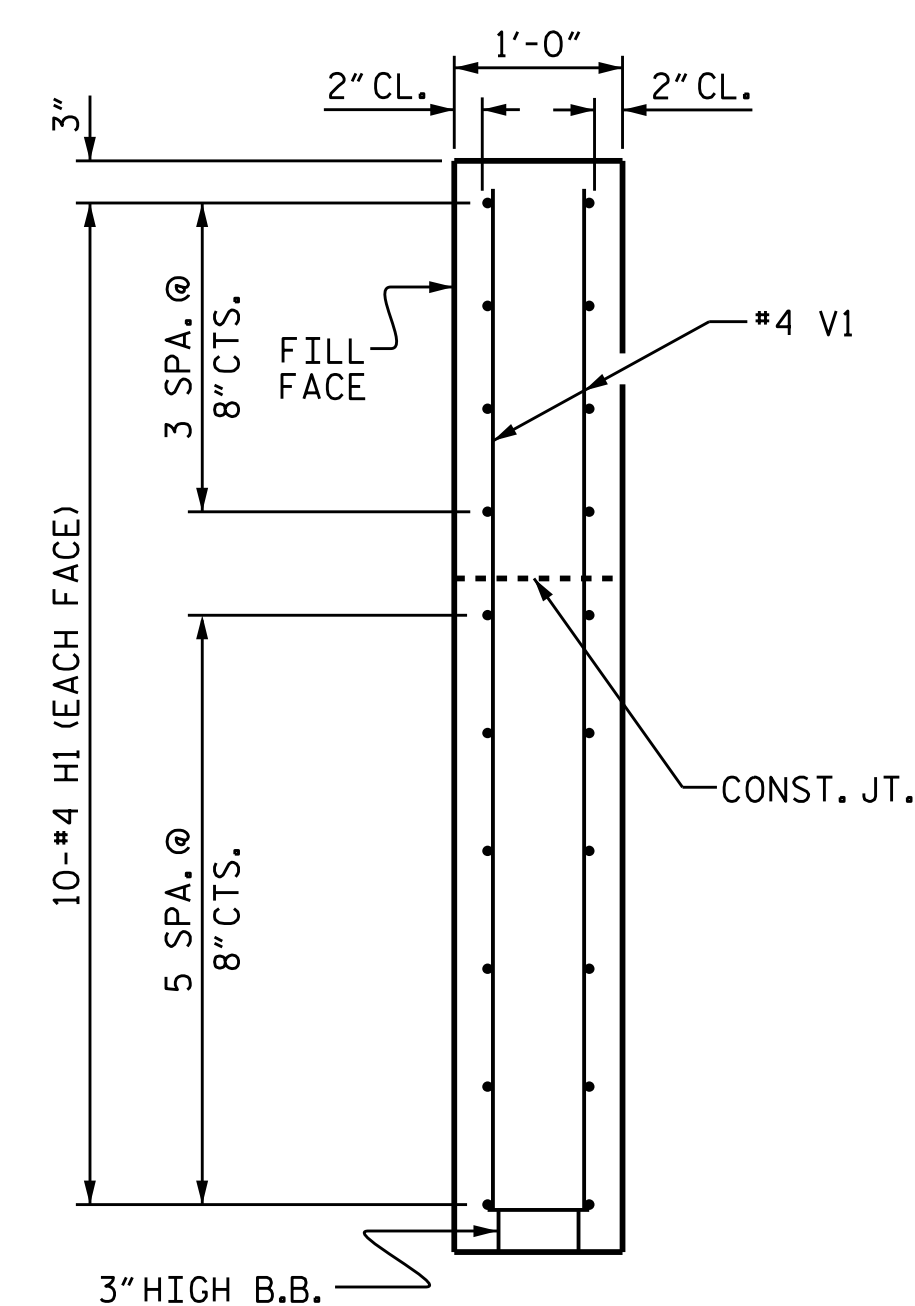 1'-0"
2" CL.
2" CL.
3"
3 SPA. @
8" CTS.
FILL
FACE
#4 V1
10-#4 H1 (EACH FACE)
CONST. JT.
5 SPA. @
8" CTS.
3" HIGH B.B.